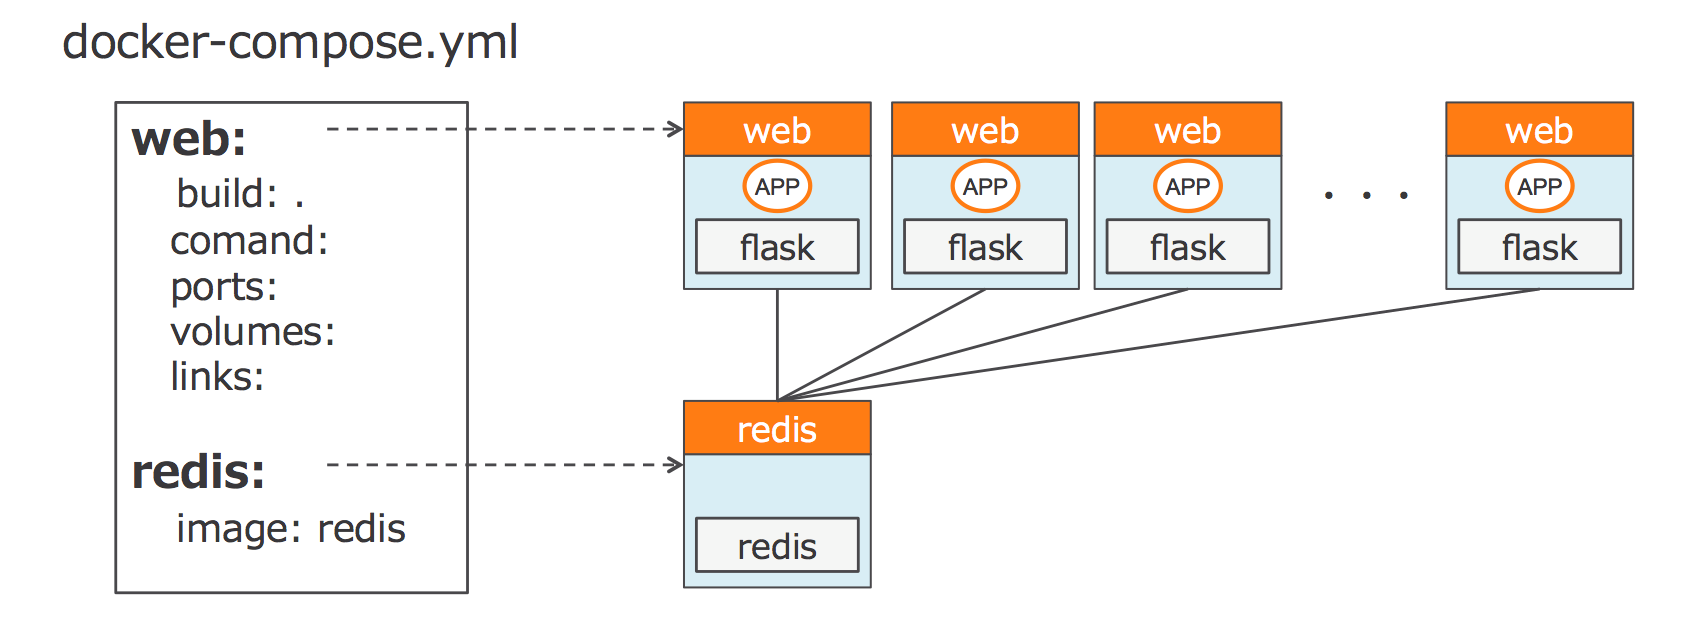 docker-compose.yml
web:
build: .
comand:
ports:
volumes:
links:
redis:
image: redis
web
APP
flask
web
APP
flask
web
APP
flask
. . .
web
APP
flask
redis
redis